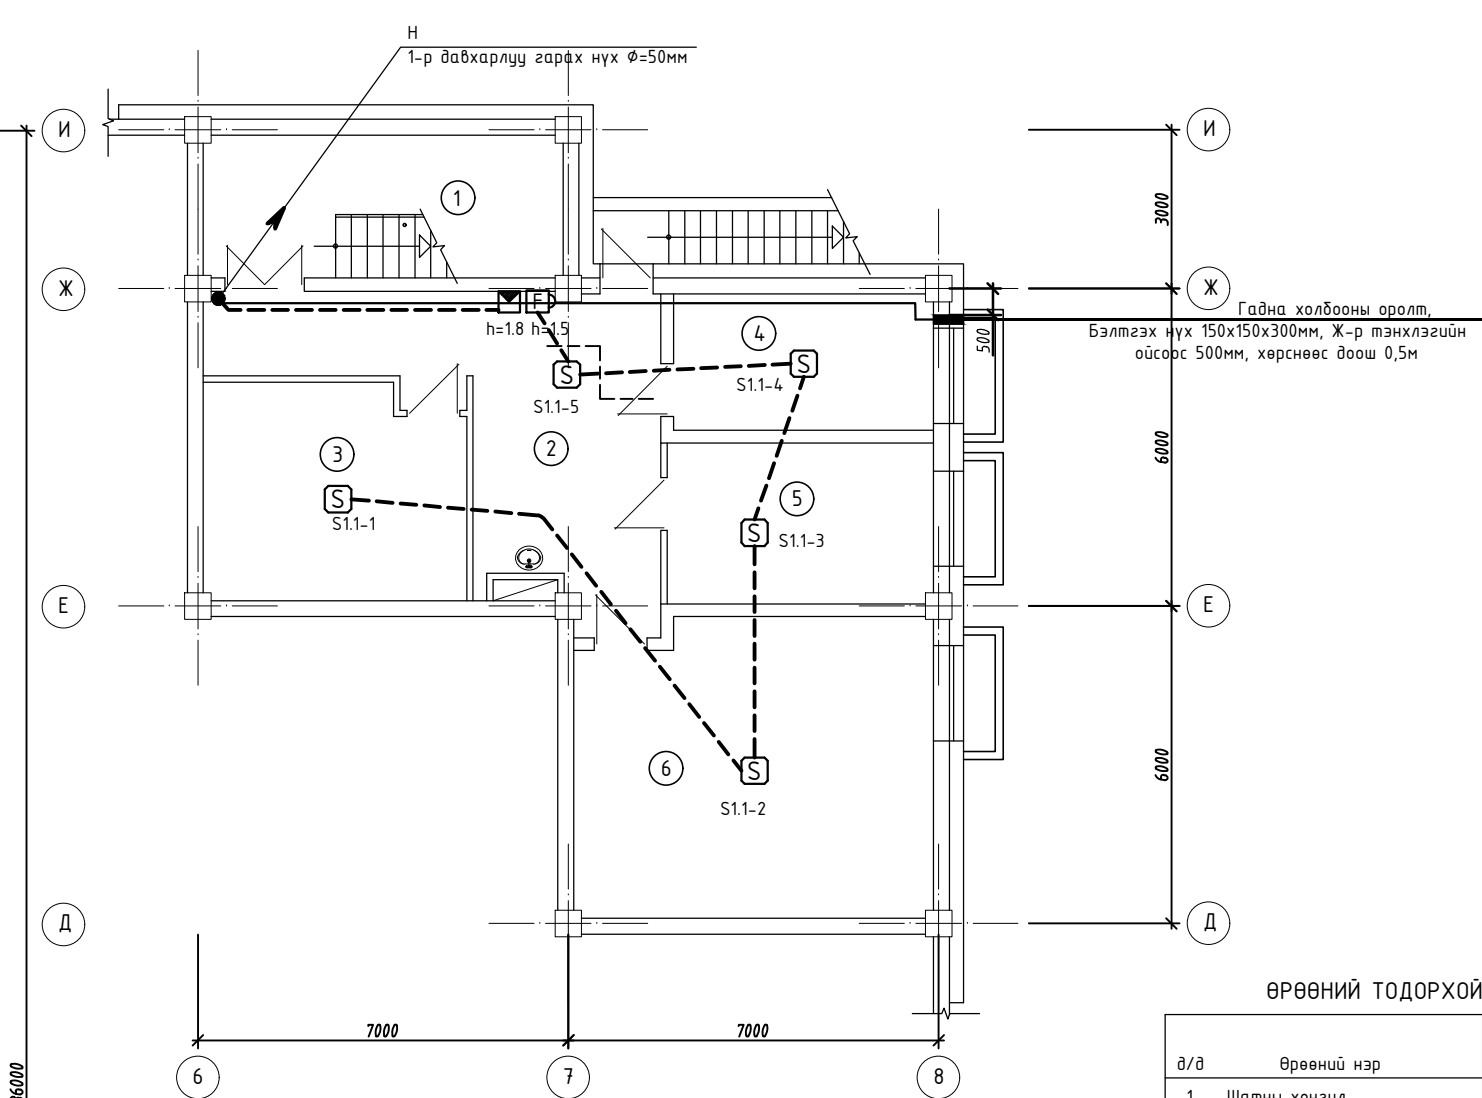 Н
1-р давхарлуу гарах нүх Ф=50мм
И
И
1
3000
Ж
Ж
Гадна холбооны оролт,
Бэлтгэх нүх 150х150х300мм, Ж-р тэнхлэгийн
ойсоос 500мм, хөрснөөс доош 0,5м
500
F
h=1.8 h=1.5
4
S
S1.1-4
S
S1.1-5
2
3
6000
S
S1.1-1
5
S
S1.1-3
Е
Е
6
S
S1.1-2
6000
Д
Д
ӨРӨӨНИЙ ТОДОРХОЙ
7000
7000
д/д Өрөөний нэр
6
7
8
6000
1 Шатны хонгил